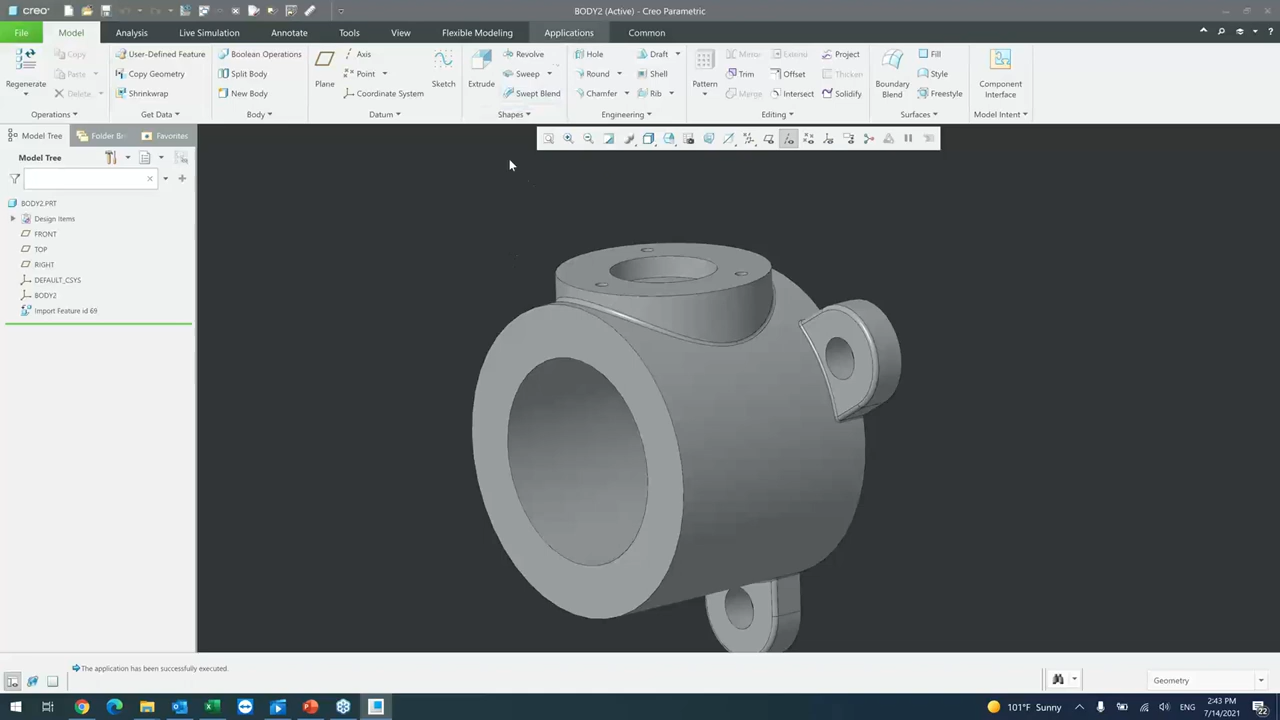 creo
BODY2 (Active) - Creo Parametric
File
Model
Analysis
Live Simulation
Annotate
Tools
View
Flexible Modeling
Applications
Common
Regenerate
Copy
Paste
Delete
Operations
User-Defined Feature
Copy Geometry
Shrinkwrap
Get Data
Boolean Operations
Split Body
New Body
Body
Plane
Axis
Point
Coordinate System
Datum
Sketch
Extrude
Revolve
Sweep
Swept Blend
Shapes
Hole
Round
Chamfer
Draft
Shell
Rib
Engineering
Pattern
Mirror
Trim
Merge
Extend
Offset
Intersect
Project
Thicken
Solidify
Editing
Boundary
Blend
Fill
Style
Freestyle
Surfaces
Component
Interface
Model Intent
Model Tree
Folder Br
Favorites
Model Tree
BODY2.PRT
Design Items
FRONT
TOP
RIGHT
DEFAULT_CSYS
BODY2
Import Feature id 69
The application has been successfully executed.
Geometry
101°F Sunny
ENG
2:43 PM
7/14/2021
22